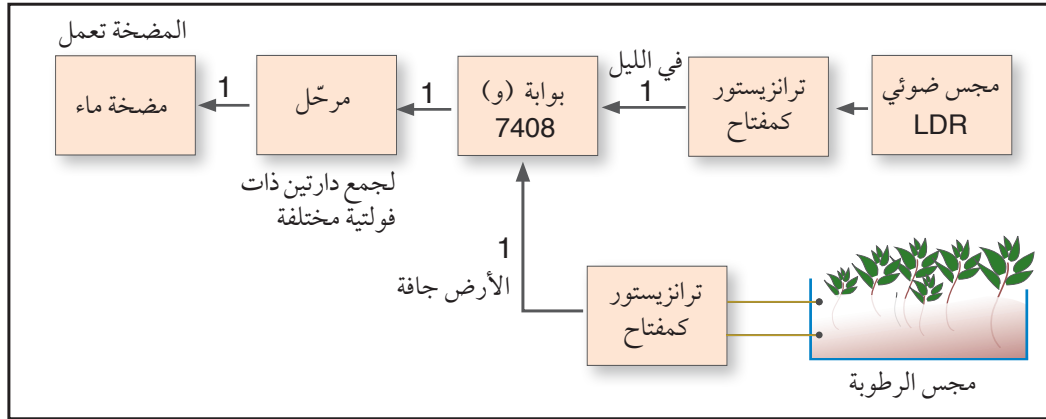 المضخة تعمل
مجس ضوئي
LDR
ترانزيستور
كمفتاح
في الليل
1
بوابة (و)
7408
1
مرحّل
1
مضخة ماء
لجمع دارتين ذات
فولتية مختلفة
1
الأرض جافة
ترانزيستور
كمفتاح
مجس الرطوبة